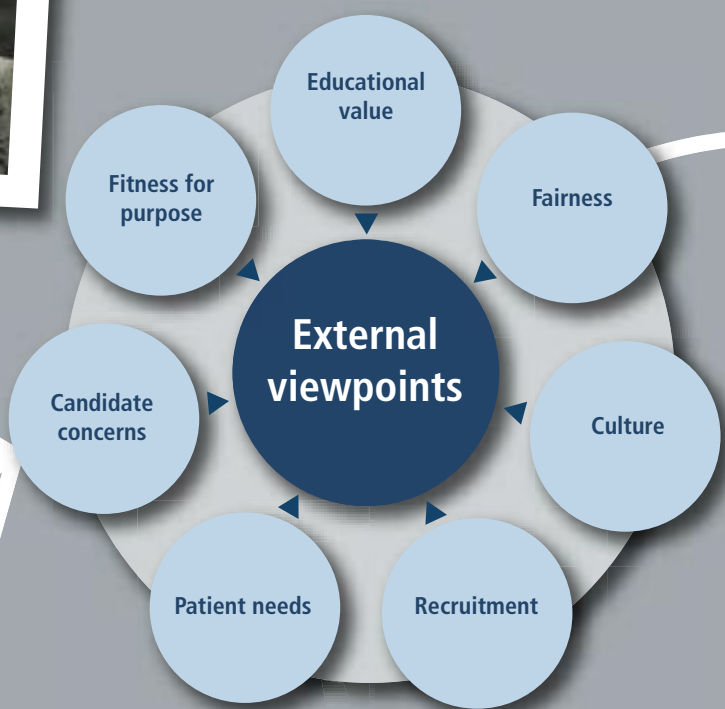 Educational
value
Fitness for
purpose
Fairness
External
viewpoints
Candidate
concerns
Culture
Patient needs
Recruitment